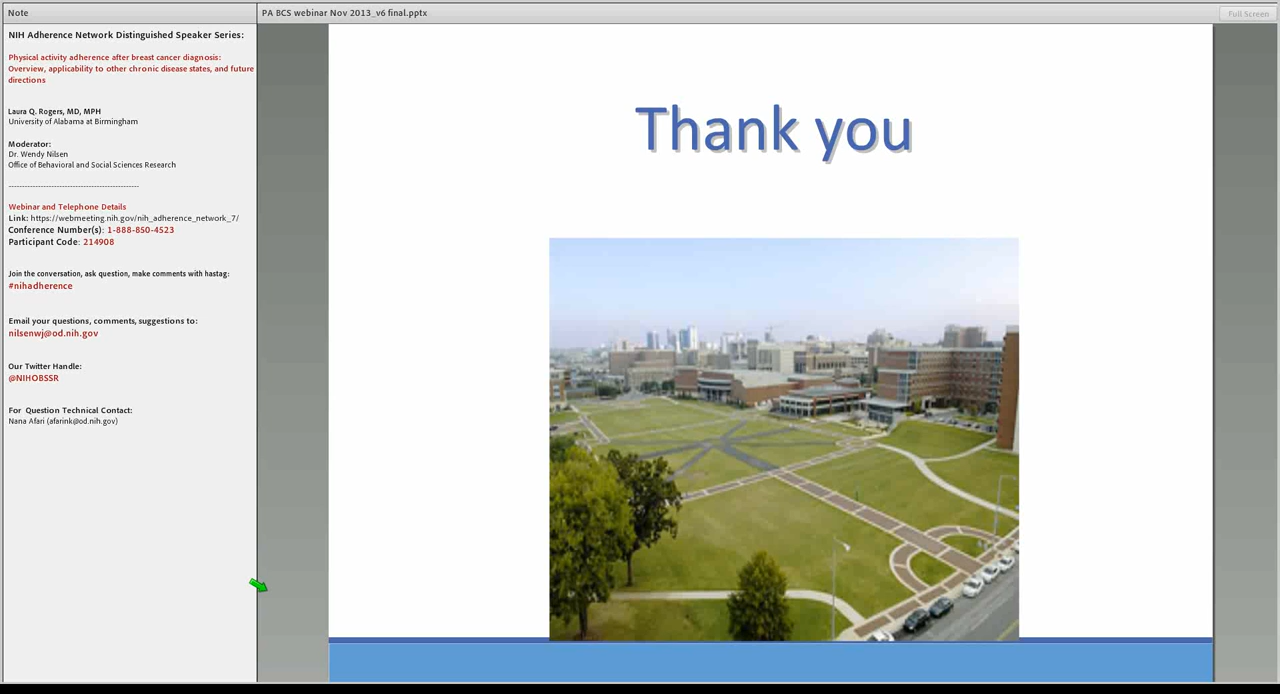 Note
NIH Adherence Network Distinguished Speaker Series:
Physical activity adherence after breast cancer diagnosis:
Overview, applicability to other chronic disease states, and future
directions
Laura Q. Rogers, MD, MPH
University of Alabama at Birmingham
Moderator:
Dr. Wendy Nilsen
Office of Behavioral and Social Sciences Research
--------------------------------------------------
Webinar and Telephone Details
Link: https://webmeeting.nih.gov/nih_adherence_network_7/
Conference Number(s): 1-888-850-4523
Participant Code: 214908
Join the conversation, ask question, make comments with hastag:
#nihadherence
Email your questions, comments, suggestions to:
nilsenwj@od.nih.gov
Our Twitter Handle:
@NIHOBSSR
For Question Technical Contact:
Nana Afari (afarink@od.nih.gov)
PA BCS webinar Nov 2013_v6 final.pptx
Full Screen
Thank you